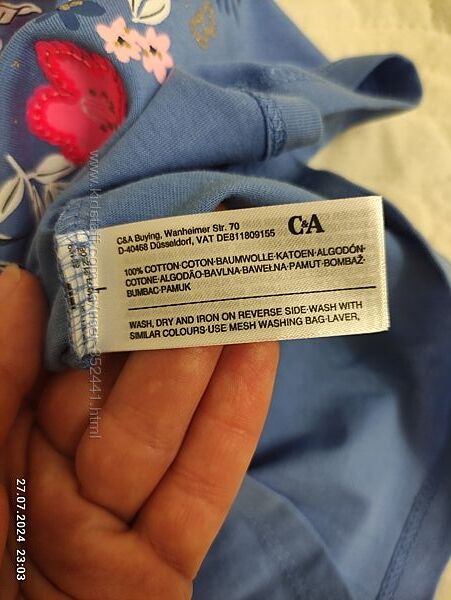 C&A Buying, Wanheimer Str. 70
D-40468 Düsseldorf, VAT DE811809155
C&A
100% COTTON-COTON-BAUMWOLLE-KATOEN-ALGODÓN-
COTONE-ALGODÃO-BAVLNA-BAWEŁNA-PAMUT-BOMBAŽ-
BUMBAC-PAMUK
WASH, DRY AND IRON ON REVERSE SIDE-WASH WITH
SIMILAR COLOURS-USE MESH WASHING BAG-LAVER,
27.07.2024 23:03